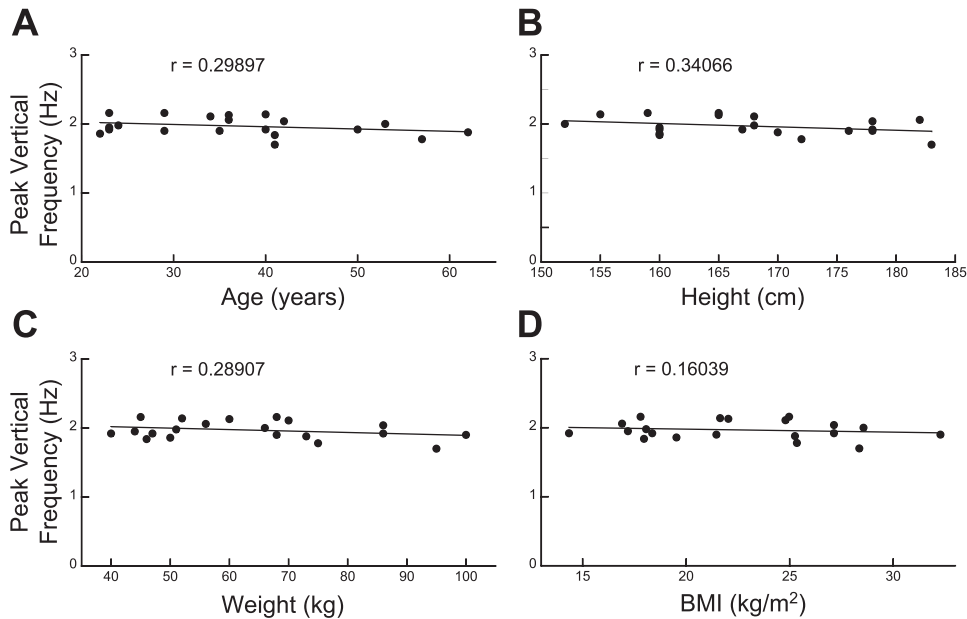 A
B
r = 0.29897
r = 0.34066
Peak Vertical
Frequency (Hz)
3
2
1
0
20 30 40 50 60
Age (years)
3
2
1
0
150 155 160 165 170 175 180 185
Height (cm)
C
D
r = 0.28907
r = 0.16039
Peak Vertical
Frequency (Hz)
3
2
1
0
40 50 60 70 80 90 100
Weight (kg)
3
2
1
0
15 20 25 30
BMI (kg/m²)